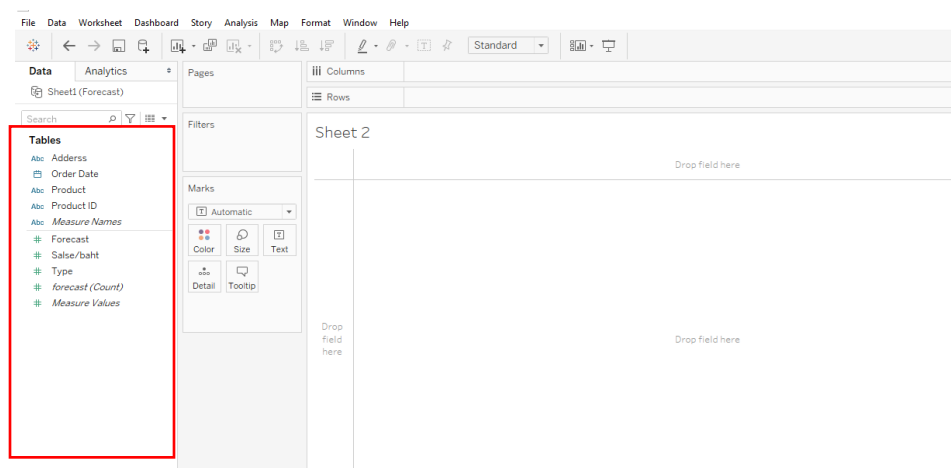 File Data Worksheet Dashboard Story Analysis Map Format Window Help
Standard
Data Analytics
Sheet1 (Forecast)
Search
Tables
Abc Adderss
Order Date
Abc Product
Abc Product ID
Abc Measure Names
# Forecast
# Salse/baht
# Type
# forecast (Count)
# Measure Values
Pages
Filters
Marks
T Automatic
Color Size Text
Detail Tooltip
Columns
Rows
Sheet 2
Drop field here
Drop
field
here
Drop field here